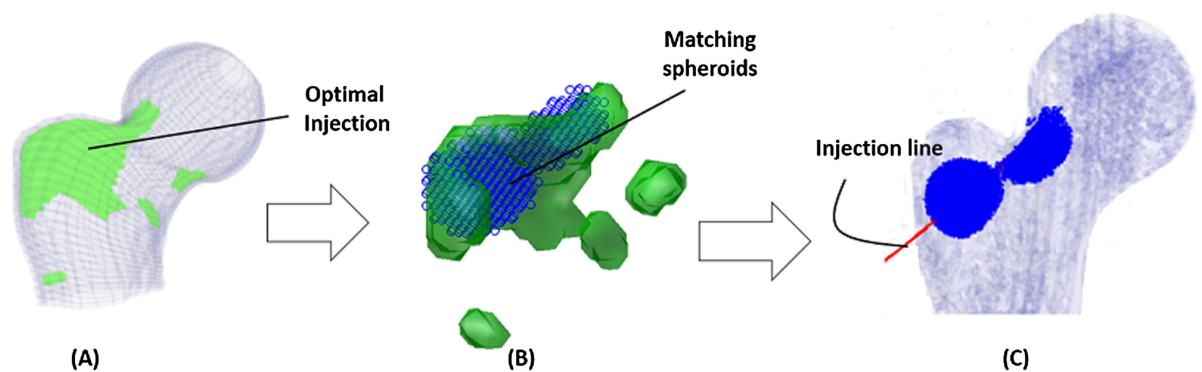 Optimal
Injection
Matching
spheroids
Injection line
(A)
(B)
(C)